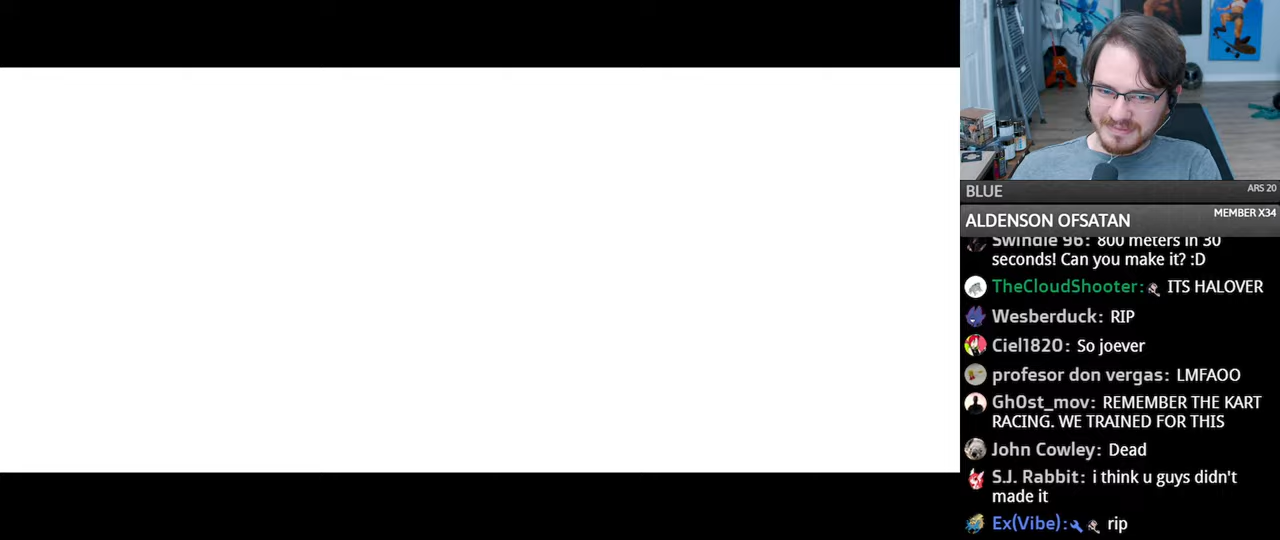 BLUE
ARS 20
ALDENSON OFSATAN
MEMBER X34
Swindle 96: 800 meters in 30
seconds! Can you make it? :D
TheCloudShooter: ITS HALOVER
Wesberduck: RIP
Ciel1820: So joever
profesor don vergas: LMFAOO
Gh0st_mov: REMEMBER THE KART
RACING. WE TRAINED FOR THIS
John Cowley: Dead
S.J. Rabbit: i think u guys didn't
made it
Ex(Vibe): rip